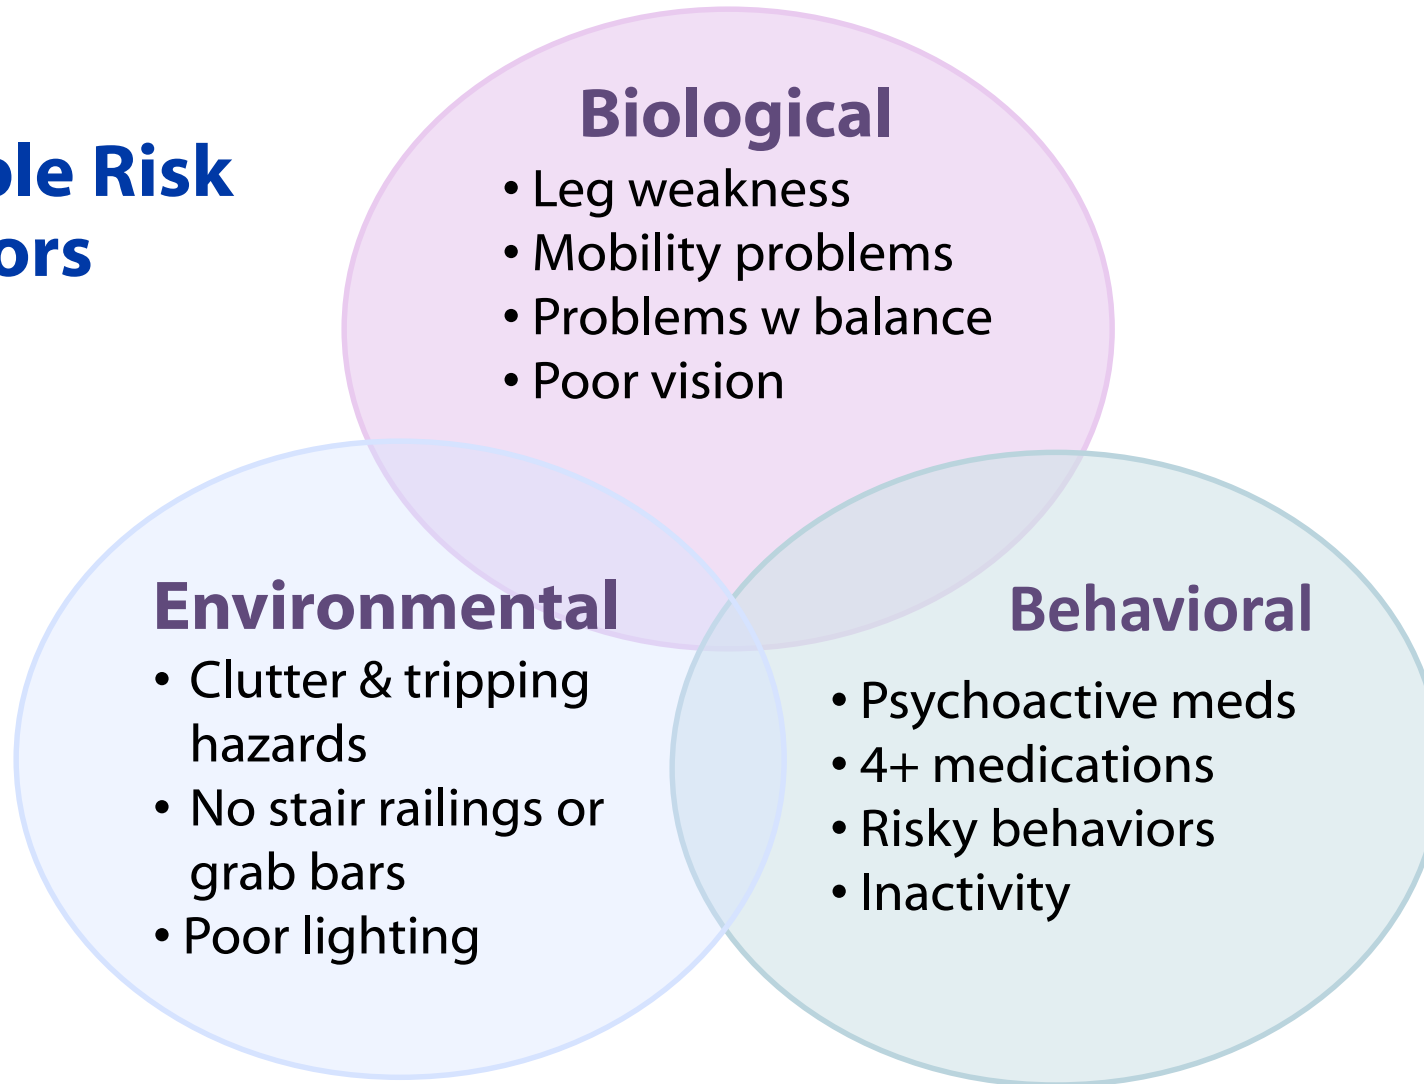 ple Risk
ors
Biological
• Leg weakness
• Mobility problems
• Problems w balance
• Poor vision
Environmental
• Clutter & tripping
hazards
• No stair railings or
grab bars
• Poor lighting
Behavioral
• Psychoactive meds
• 4+ medications
• Risky behaviors
• Inactivity